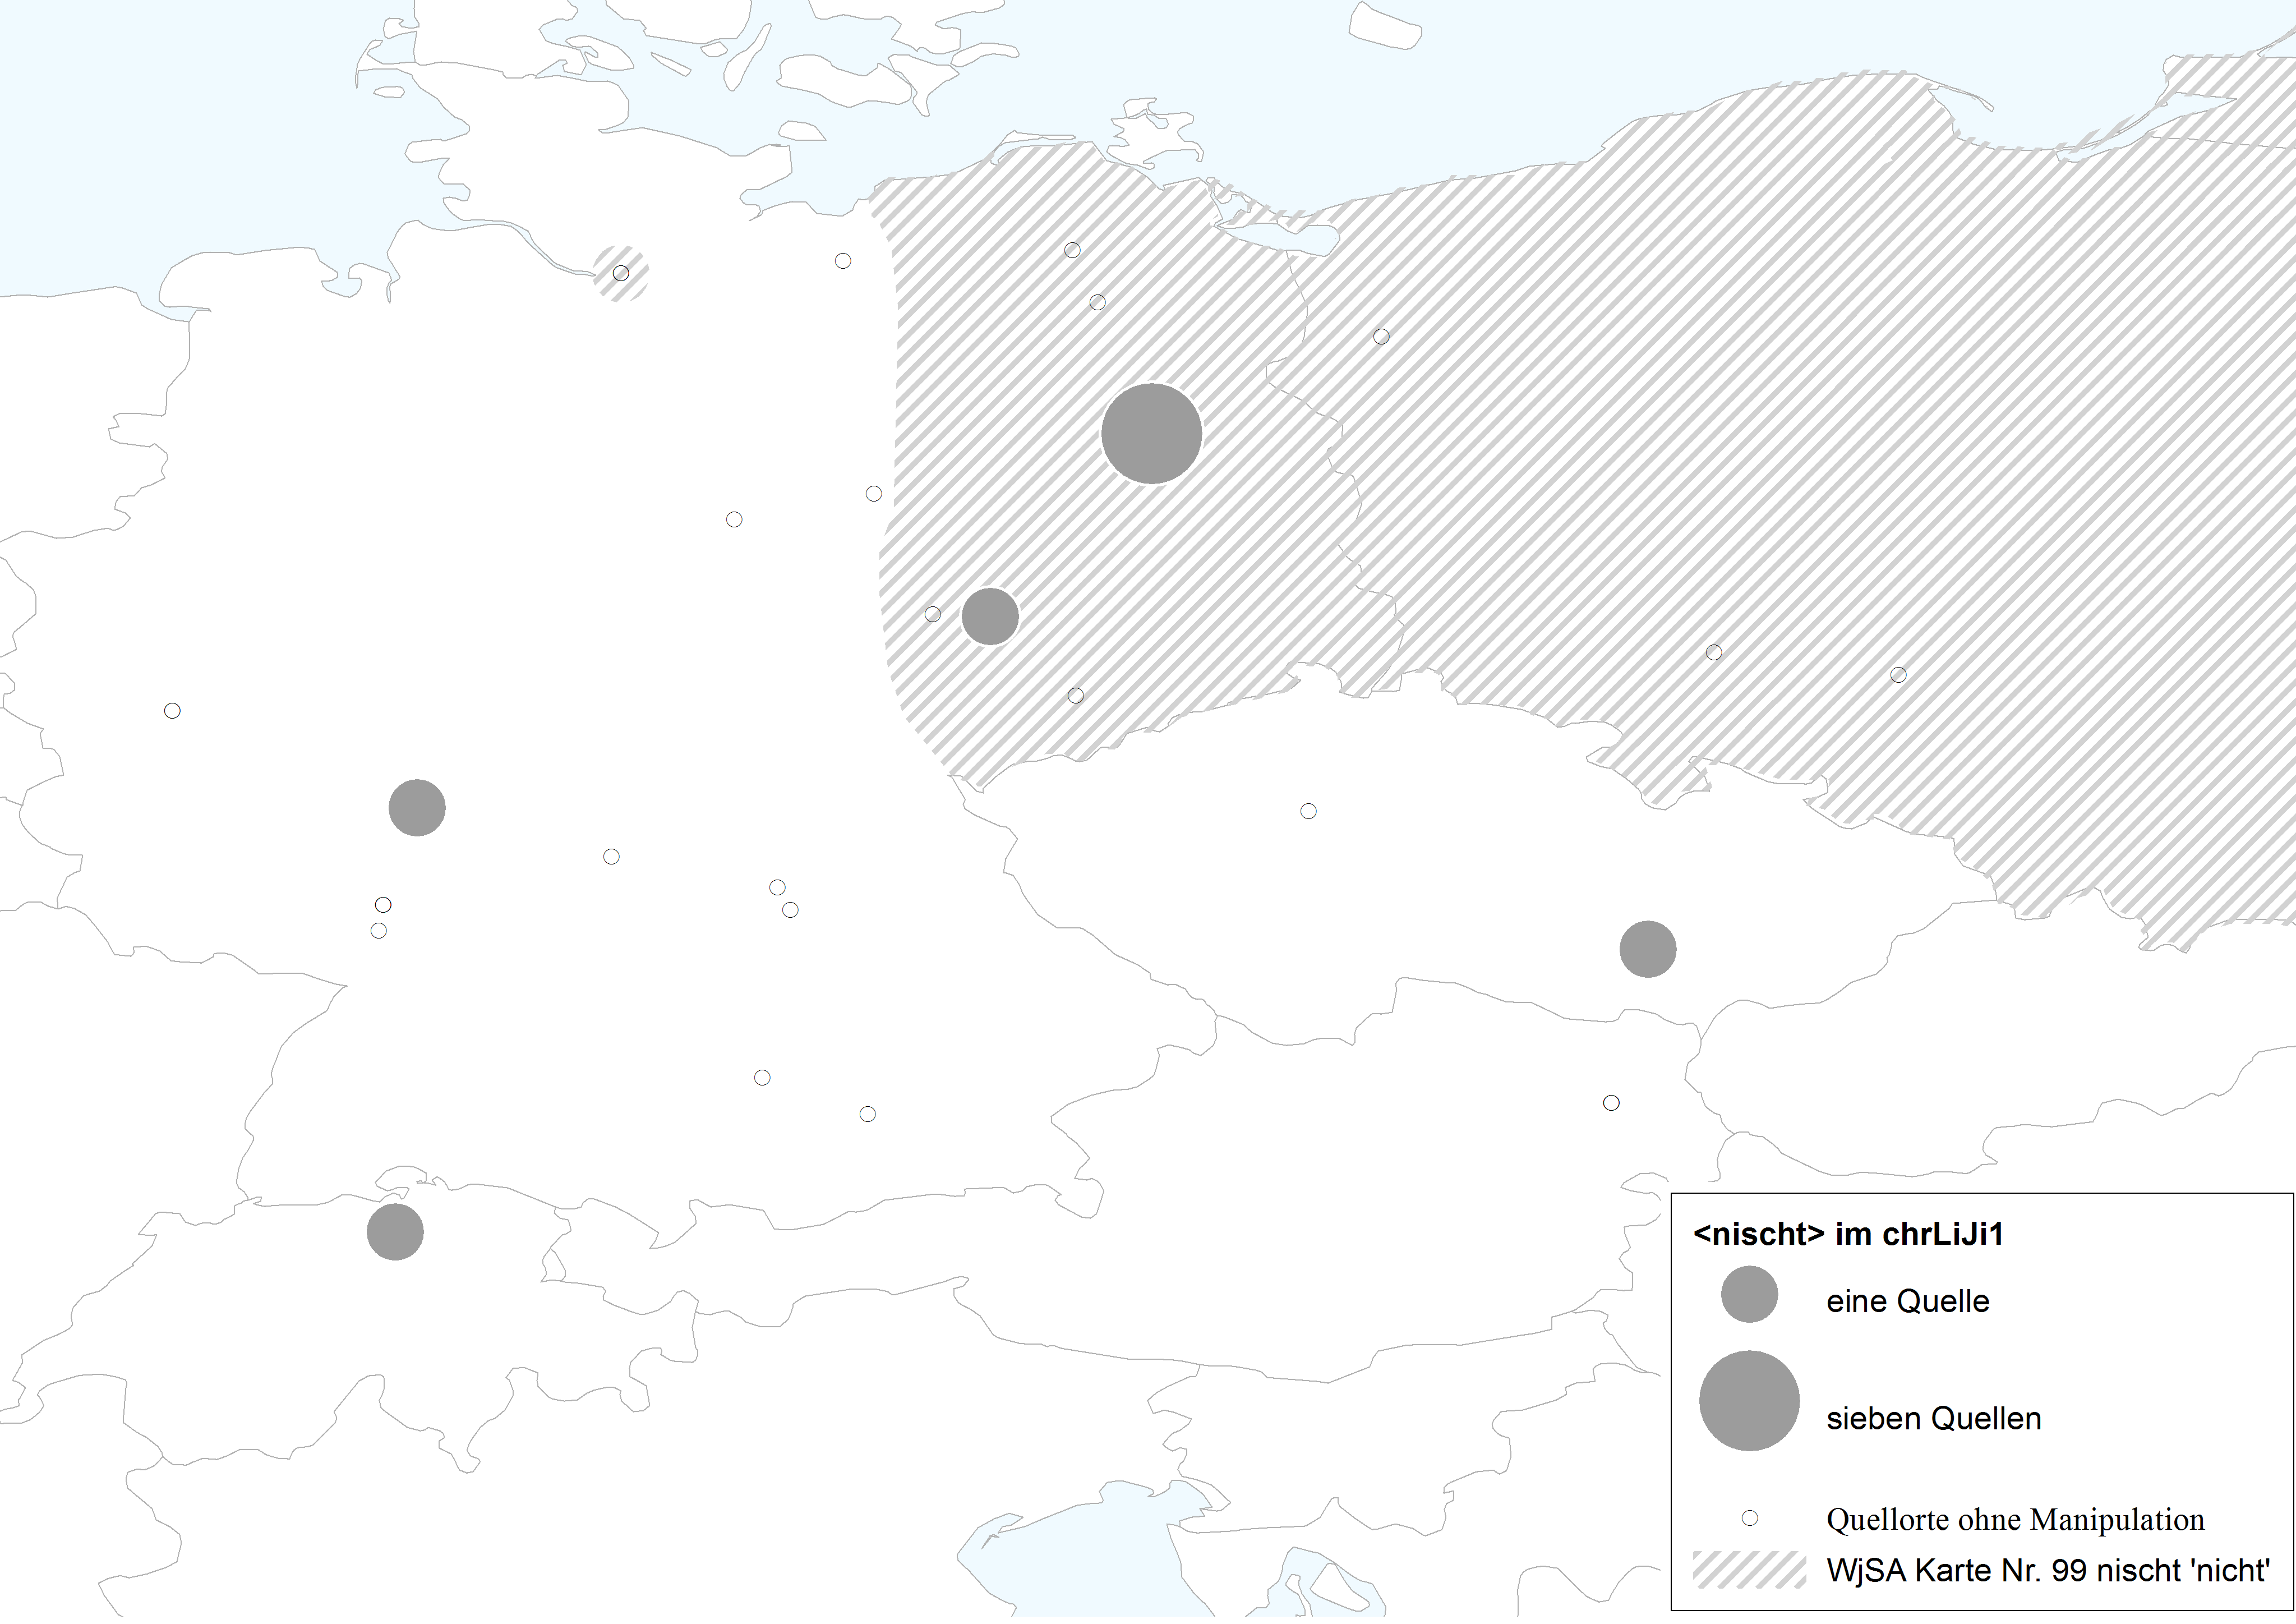 <nischt> im chrLiJi1
eine Quelle
sieben Quellen
Quellorte ohne Manipulation
WjSA Karte Nr. 99 nischt 'nicht'